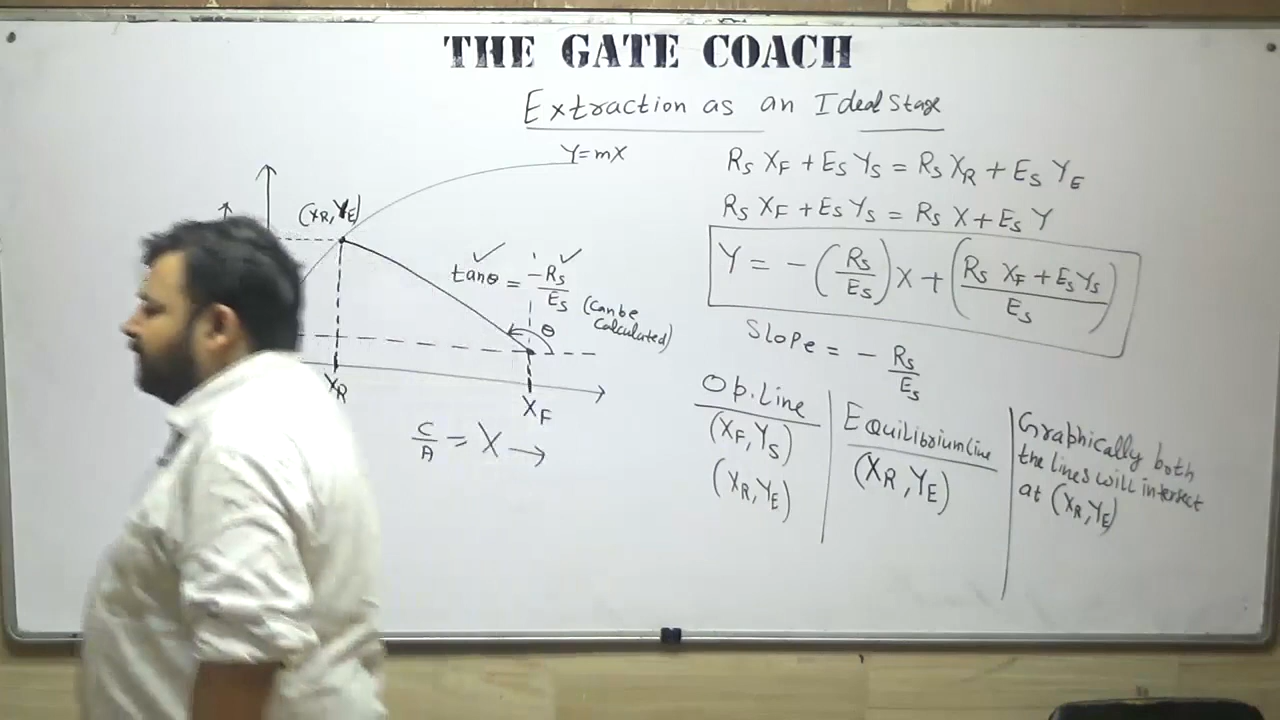 THE GATE COACH
Extraction as an Ideal Stage
Y=mX
(XR, YE)
tanθ = -Rs/Es (Can be calculated)
θ
XR
XF
C/A = X →
Rs XF + Es Ys = Rs XR + Es YE
Rs XF + Es Ys = Rs X + Es Y
Y = -(Rs/Es) X + (Rs XF + Es Ys / Es)
Slope = - Rs/Es
Op. Line
(XF, YS)
(XR, YE)
Equilibrium Line
(XR, YE)
Graphically both
the lines will intersect
at (XR, YE)